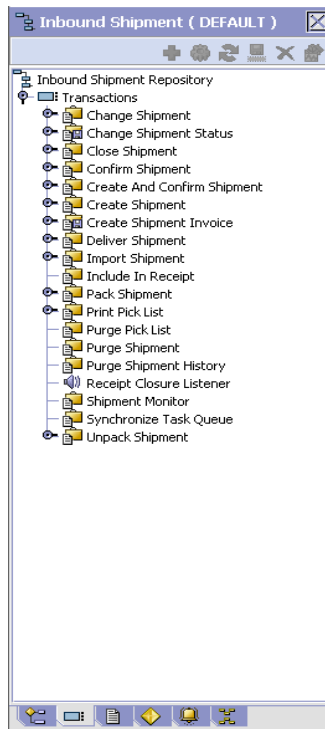 Inbound Shipment ( DEFAULT )
Inbound Shipment Repository
Transactions
Change Shipment
Change Shipment Status
Close Shipment
Confirm Shipment
Create And Confirm Shipment
Create Shipment
Create Shipment Invoice
Deliver Shipment
Import Shipment
Include In Receipt
Pack Shipment
Print Pick List
Purge Pick List
Purge Shipment
Purge Shipment History
Receipt Closure Listener
Shipment Monitor
Synchronize Task Queue
Unpack Shipment